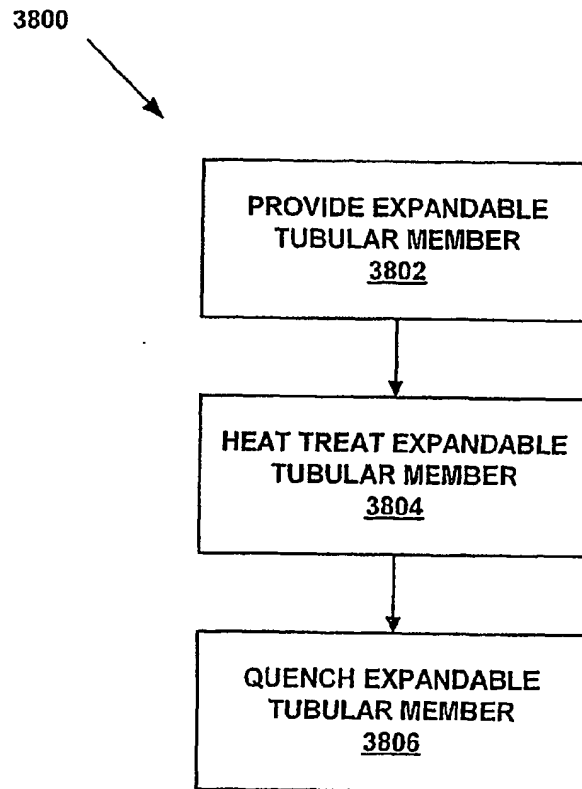 3800
PROVIDE EXPANDABLE
TUBULAR MEMBER
3802
HEAT TREAT EXPANDABLE
TUBULAR MEMBER
3804
QUENCH EXPANDABLE
TUBULAR MEMBER
3806